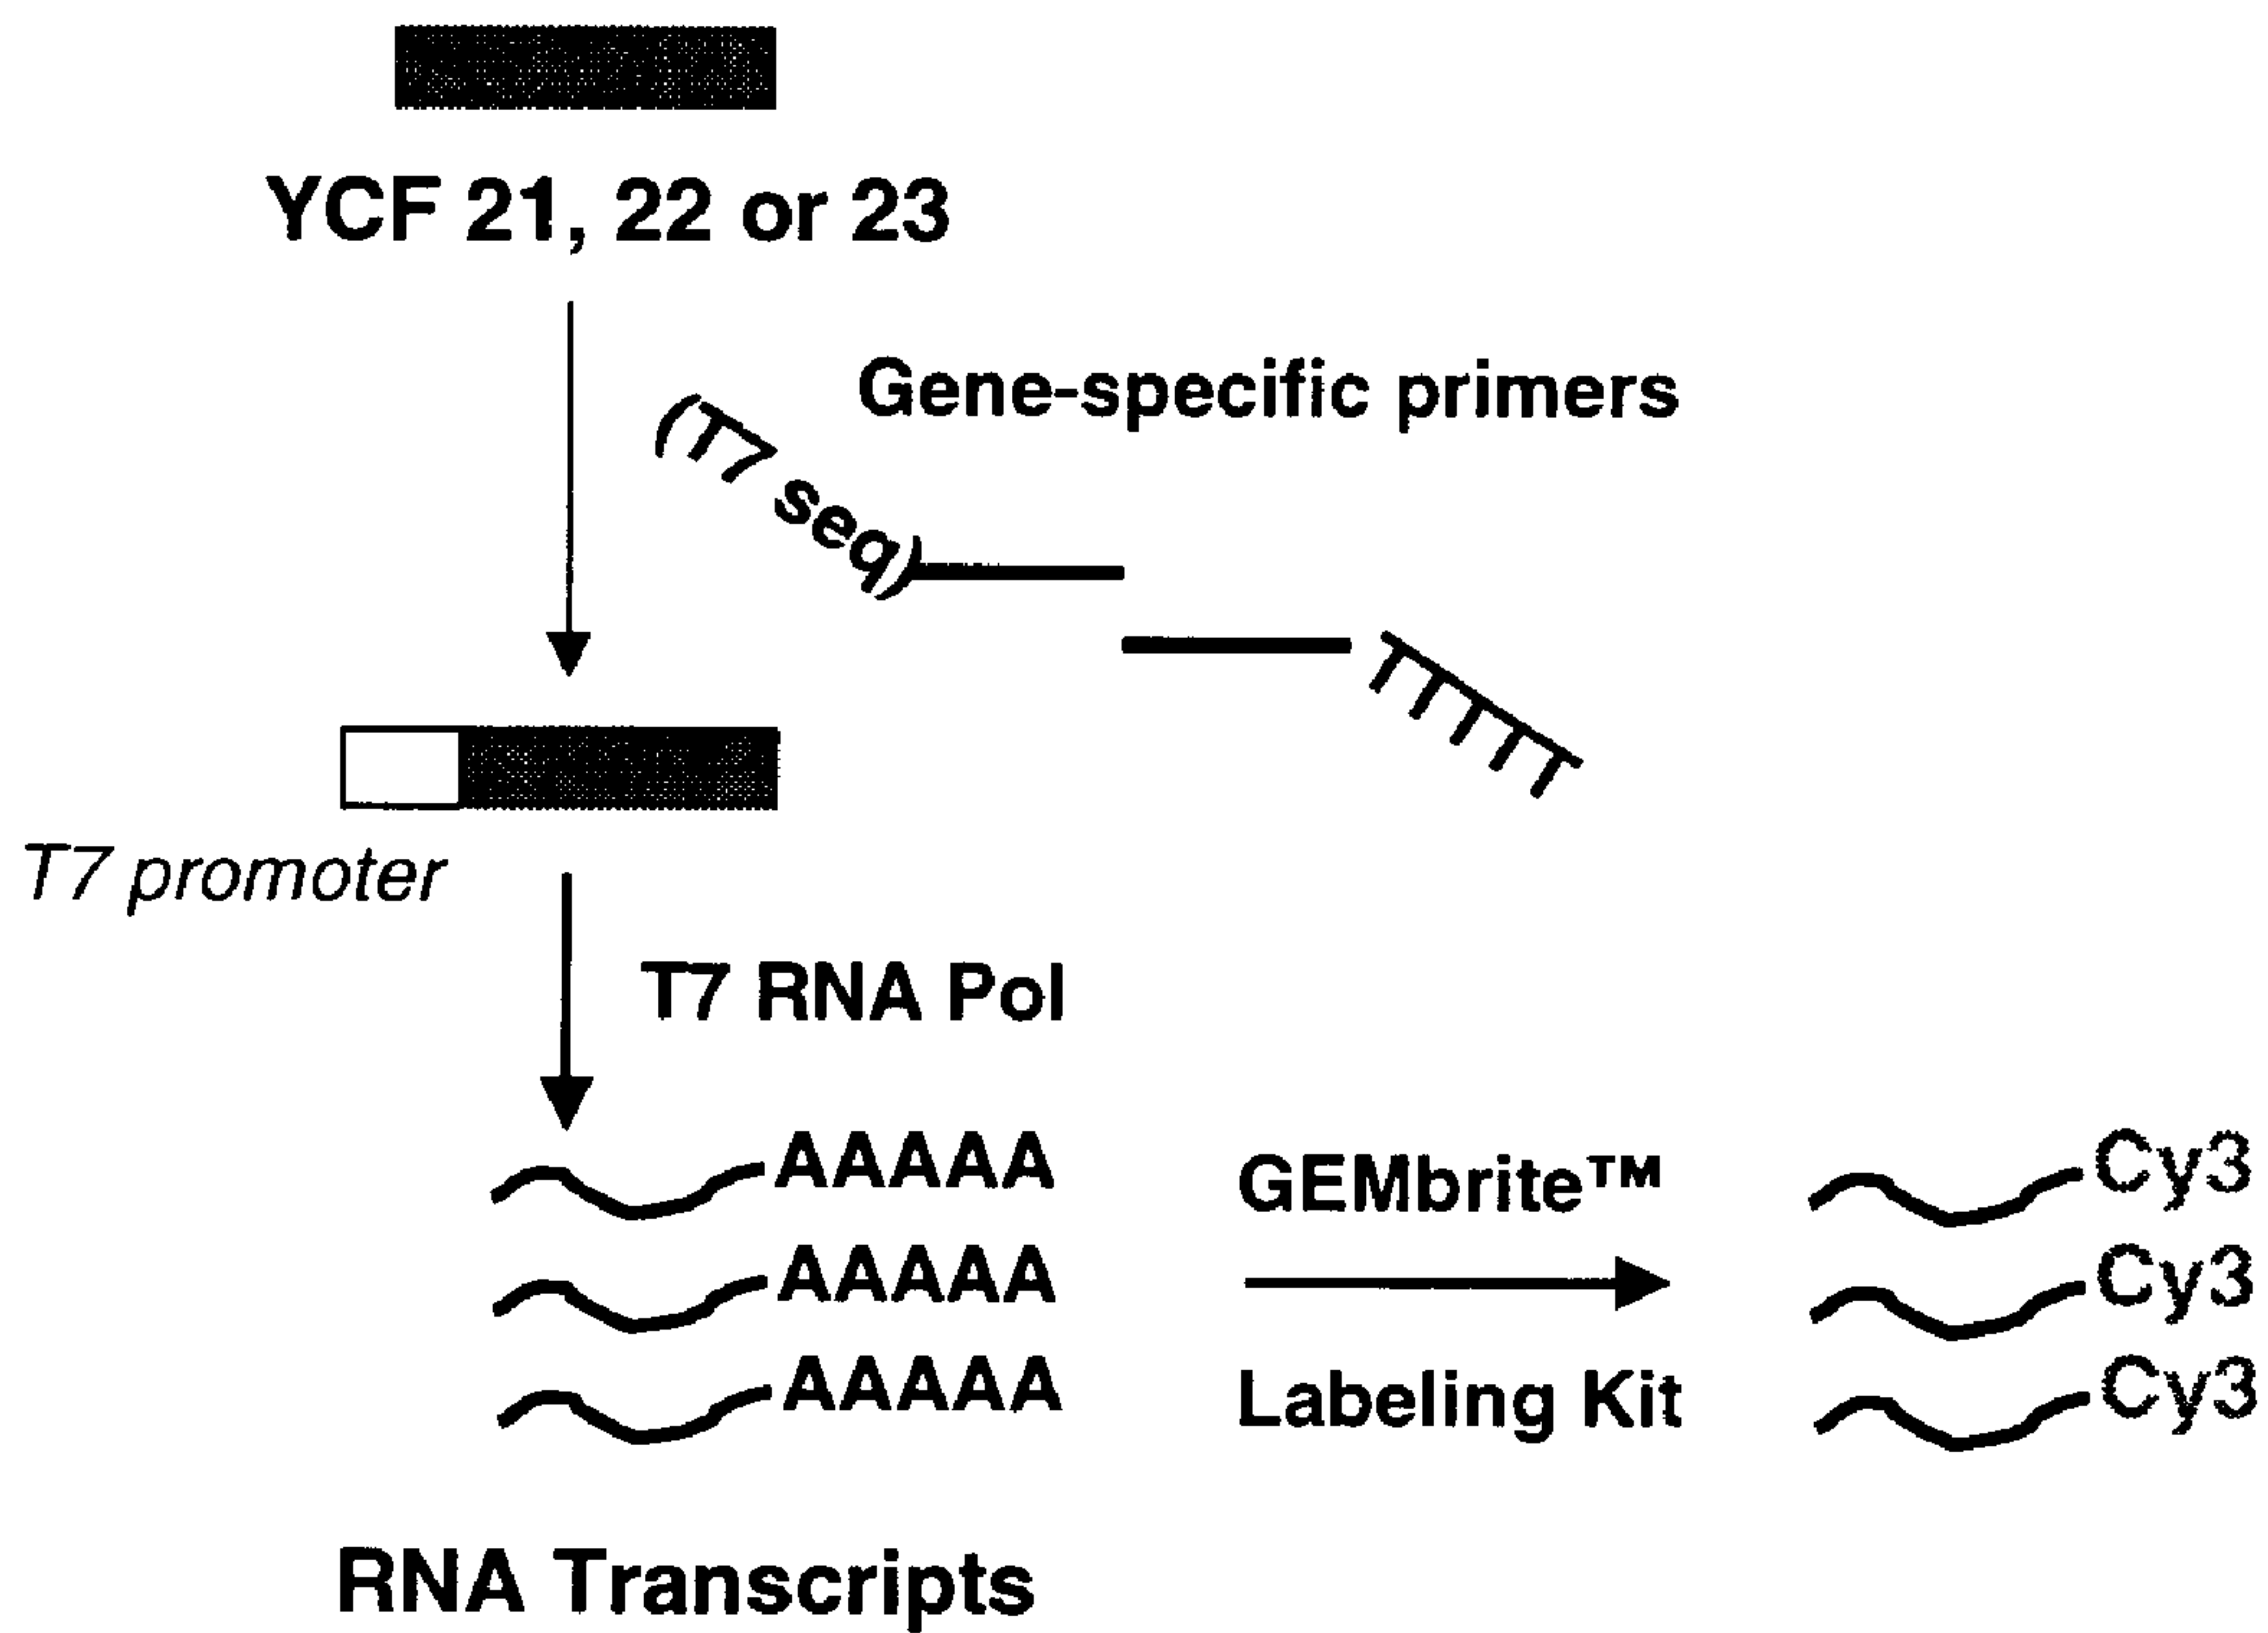 YCF 21, 22 or 23
Gene-specific primers
(T7 seq)
TTTTT
T7 promoter
T7 RNA Pol
AAAAA
AAAAA
AAAAA
GEMbrite™
Labeling Kit
Cy3
Cy3
Cy3
RNA Transcripts